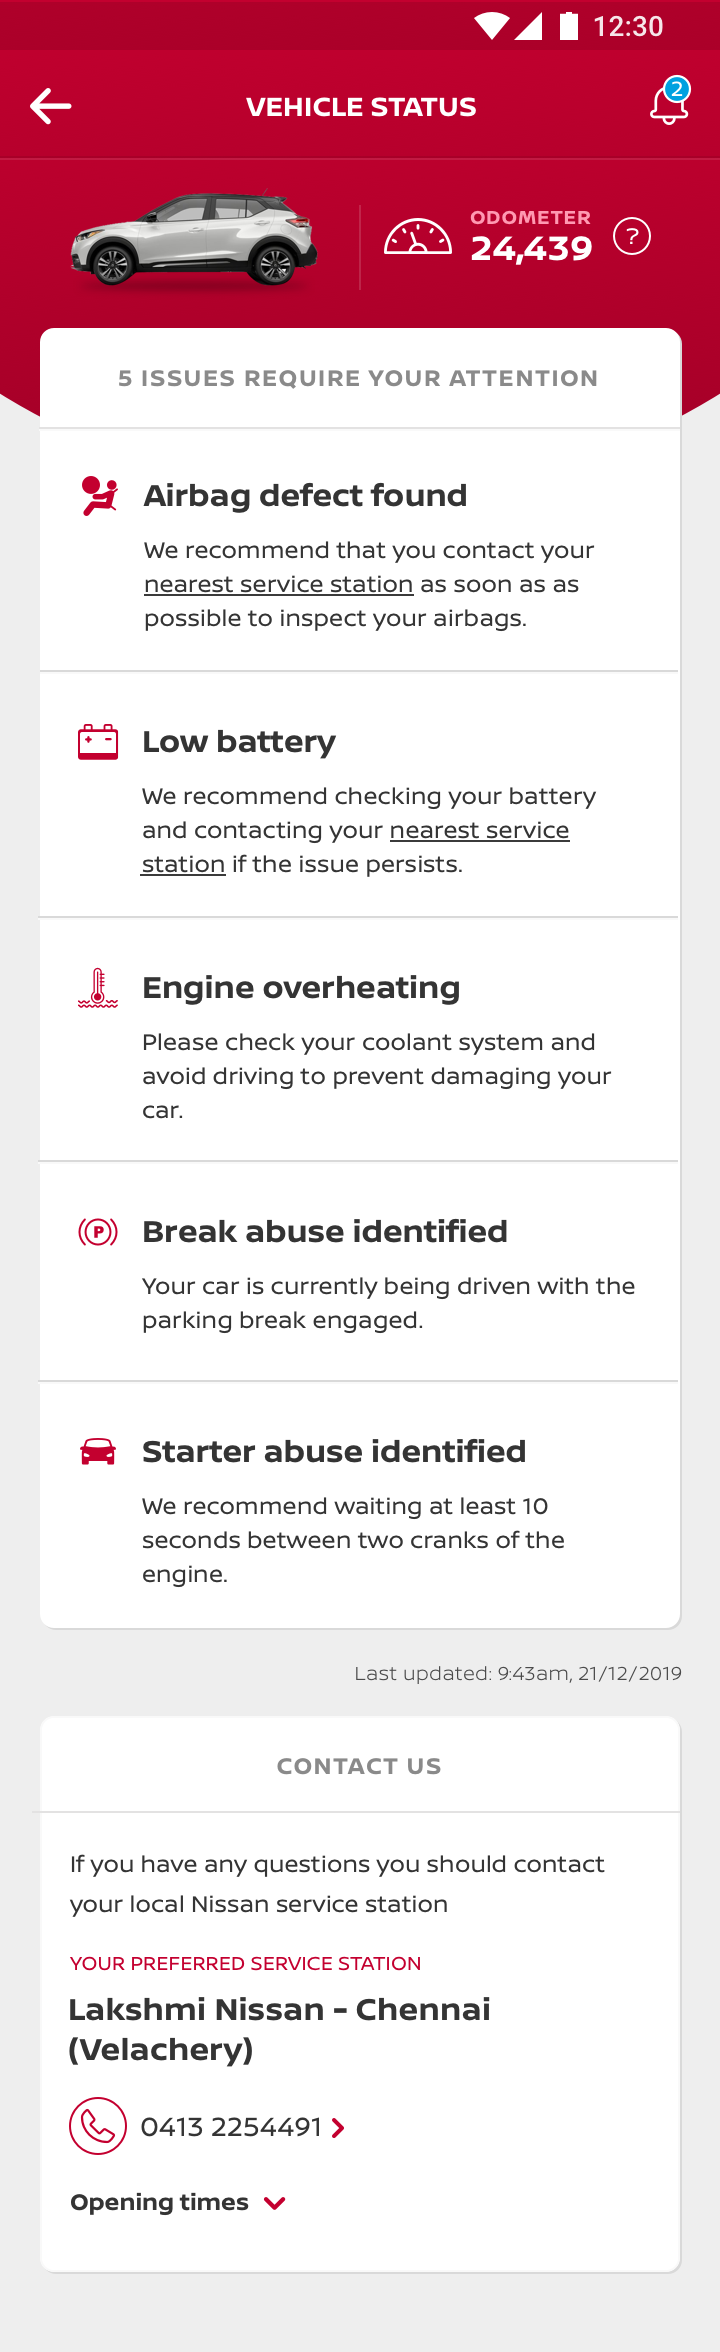 12:30
VEHICLE STATUS
2
ODOMETER
24,439
?
5 ISSUES REQUIRE YOUR ATTENTION
Airbag defect found
We recommend that you contact your
nearest service station as soon as as
possible to inspect your airbags.
Low battery
We recommend checking your battery
and contacting your nearest service
station if the issue persists.
Engine overheating
Please check your coolant system and
avoid driving to prevent damaging your
car.
P
Break abuse identified
Your car is currently being driven with the
parking break engaged.
Starter abuse identified
We recommend waiting at least 10
seconds between two cranks of the
engine.
Last updated: 9:43am, 21/12/2019
CONTACT US
If you have any questions you should contact
your local Nissan service station
YOUR PREFERRED SERVICE STATION
Lakshmi Nissan - Chennai
(Velachery)
0413 2254491
Opening times